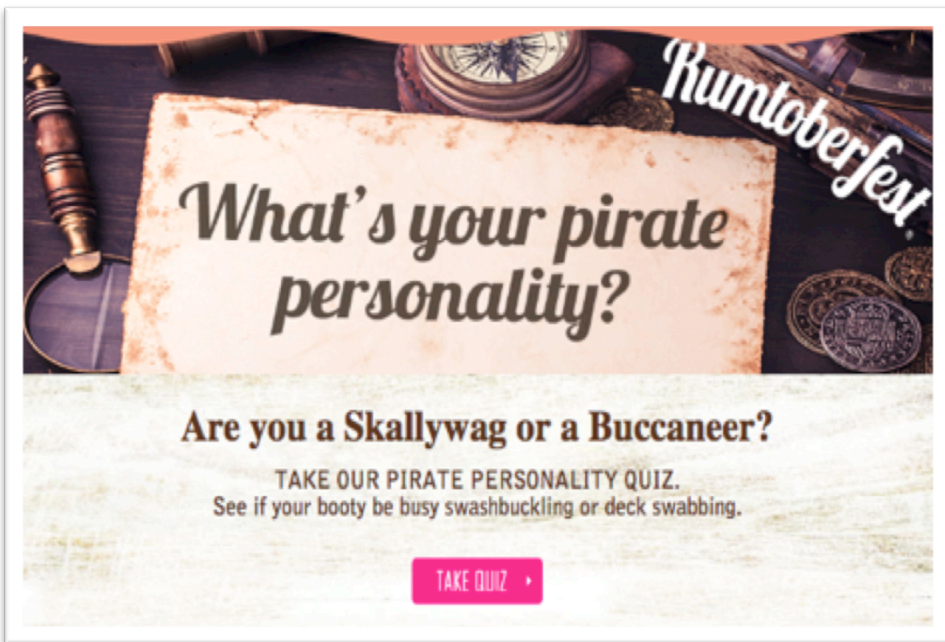 Rumtoberfest®
What's your pirate
personality?
Are you a Skallywag or a Buccaneer?
TAKE OUR PIRATE PERSONALITY QUIZ.
See if your booty be busy swashbuckling or deck swabbing.
TAKE QUIZ